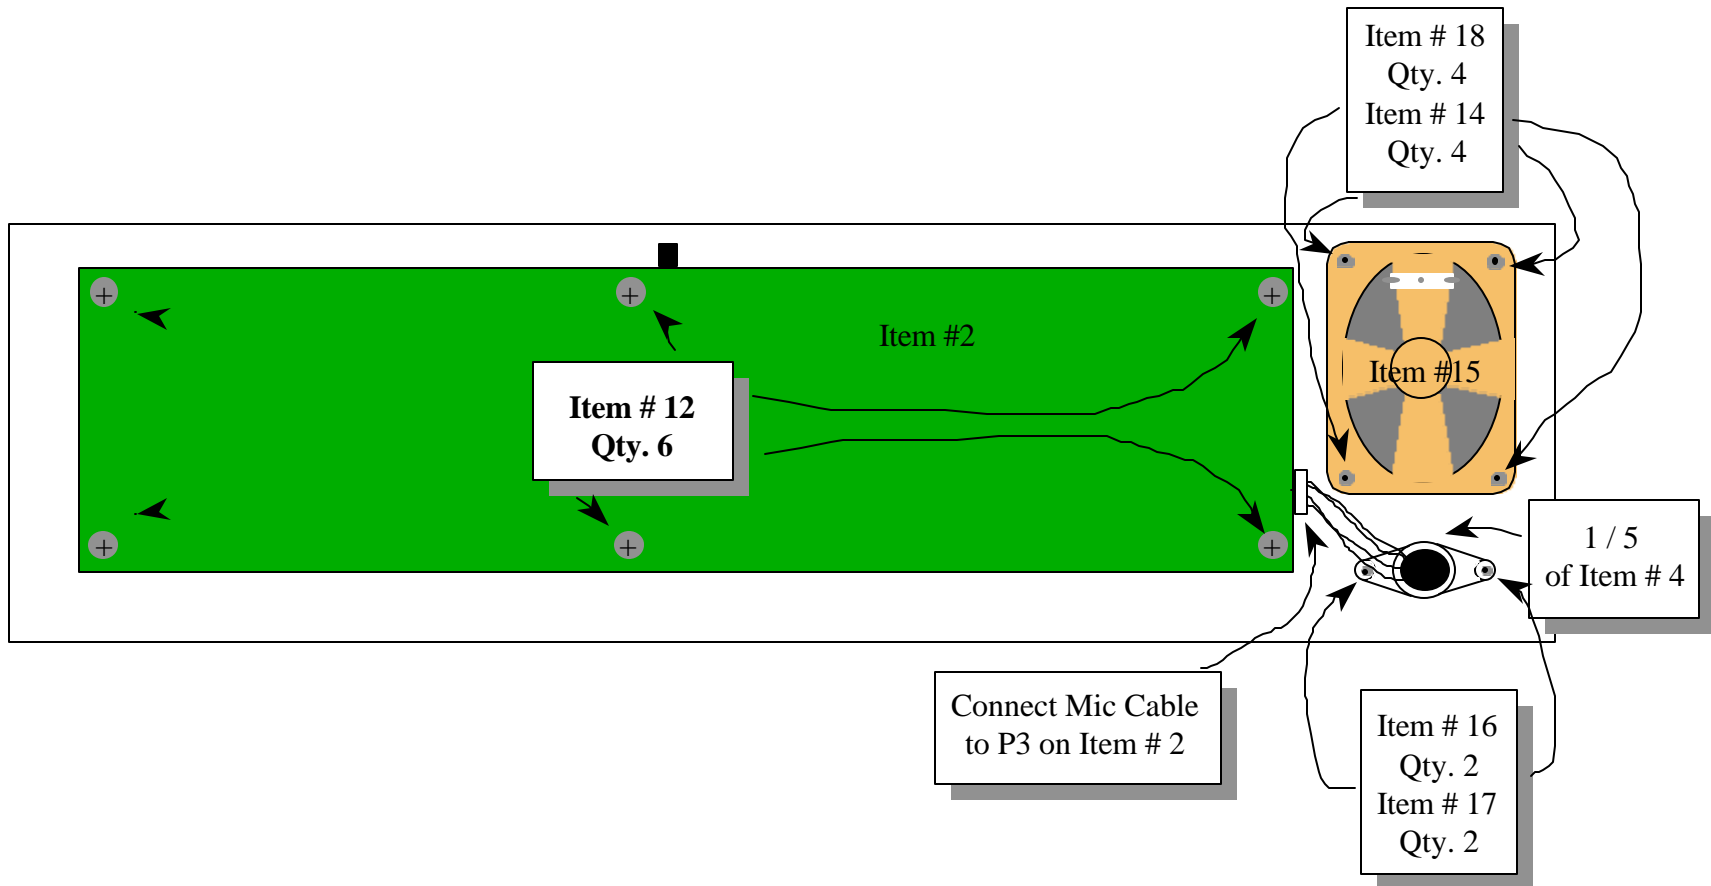 Item # 18
Qty. 4
Item # 14
Qty. 4
Item #2
Item #15
Item # 12
Qty. 6
1 / 5
of Item # 4
Connect Mic Cable
to P3 on Item # 2
Item # 16
Qty. 2
Item # 17
Qty. 2